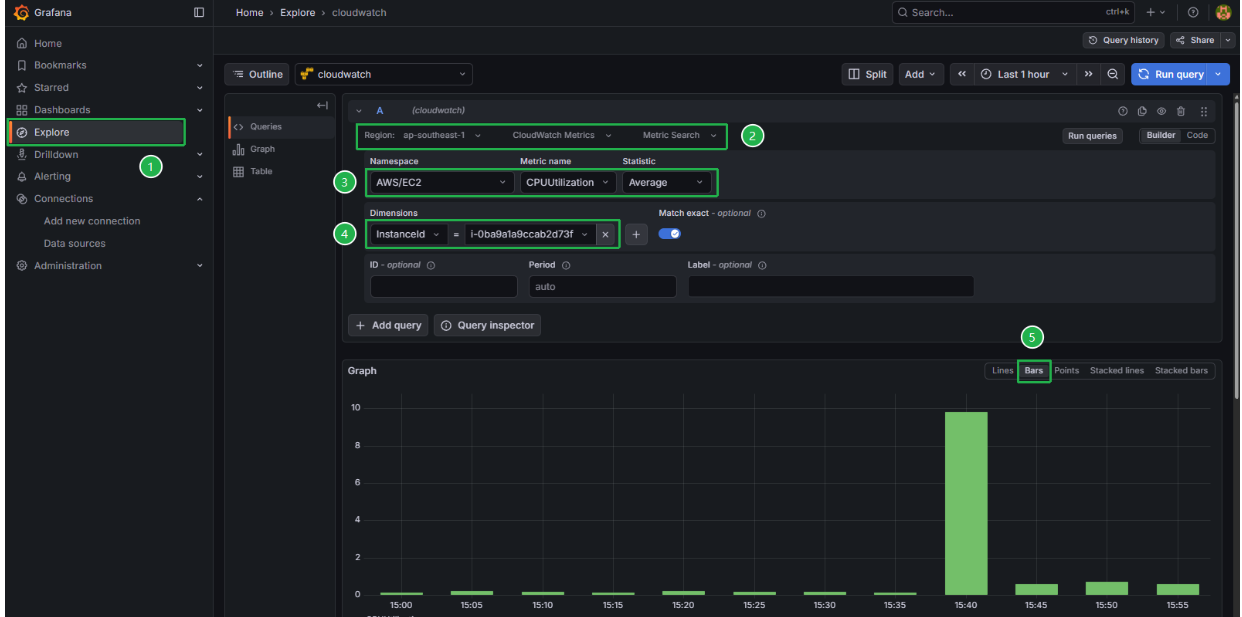 Grafana
Home › Explore › cloudwatch
Search... ctrl+k
Query history Share
Home
Bookmarks
Starred
Dashboards
Explore
Drilldown
Alerting
Connections
Add new connection
Data sources
Administration
1
Outline cloudwatch Split Add Last 1 hour Run query
Queries
Graph
Table
A (cloudwatch)
Region: ap-southeast-1 CloudWatch Metrics Metric Search 2 Run queries Builder Code
Namespace Metric name Statistic
3 AWS/EC2 CPUUtilization Average
Dimensions Match exact - optional
4 InstanceId = i-0ba9a1a9ccab2d73f
ID - optional Period Label - optional
auto
+ Add query Query inspector
5
Graph Lines Bars Points Stacked lines Stacked bars
10
8
6
4
2
0
15:00 15:05 15:10 15:15 15:20 15:25 15:30 15:35 15:40 15:45 15:50 15:55